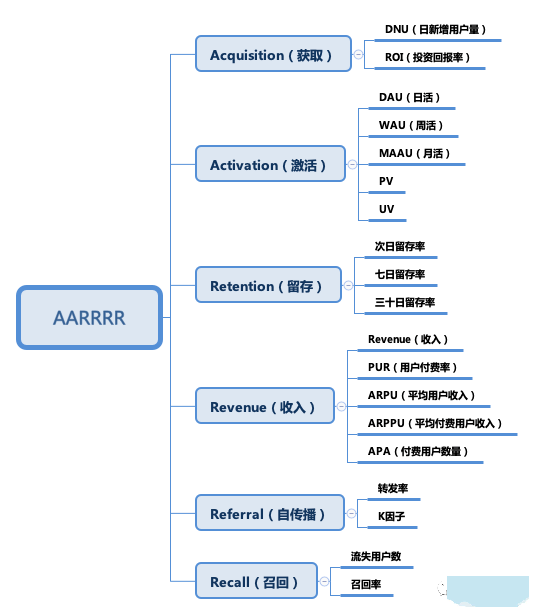 AARRRR
Acquisition（获取）
DNU（日新增用户量）
ROI（投资回报率）
Activation（激活）
DAU（日活）
WAU（周活）
MAAU（月活）
PV
UV
Retention（留存）
次日留存率
七日留存率
三十日留存率
Revenue（收入）
Revenue（收入）
PUR（用户付费率）
ARPU（平均用户收入）
ARPPU（平均付费用户收入）
APA（付费用户数量）
Referral（自传播）
转发率
K因子
Recall（召回）
流失用户数
召回率